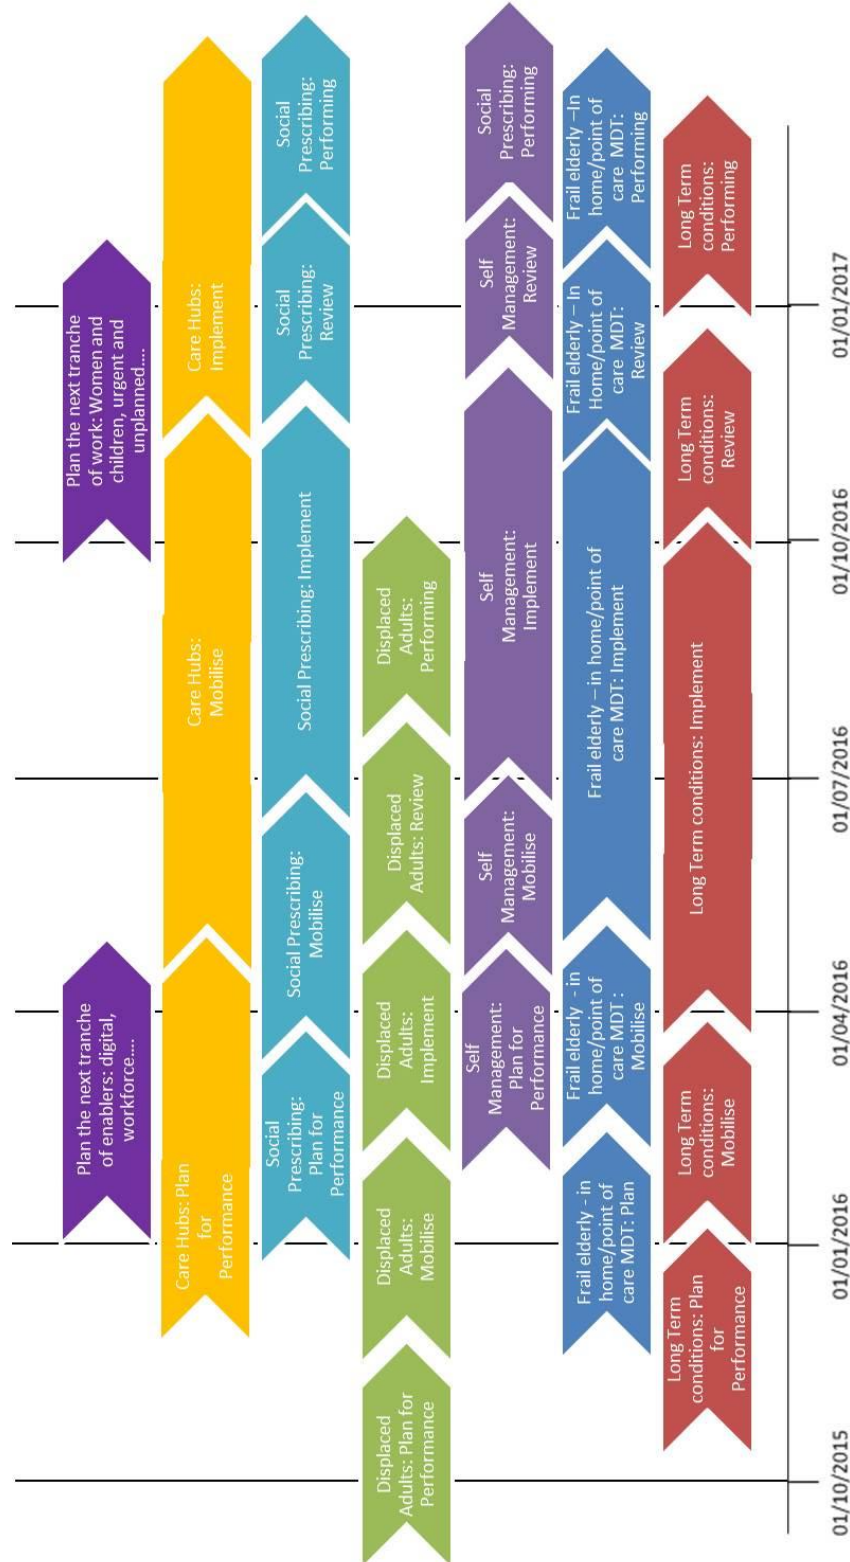 Plan the next tranche
of enablers: digital,
workforce....
Plan the next tranche
of work: Women and
children, urgent and
unplanned....
Care Hubs: Plan
for
Performance
Care Hubs:
Mobilise
Care Hubs:
Implement
Social
Prescribing:
Plan for
Performance
Social Prescribing:
Mobilise
Social Prescribing: Implement
Social
Prescribing:
Review
Social
Prescribing:
Performing
Displaced
Adults: Plan for
Performance
Displaced
Adults:
Mobilise
Displaced
Adults:
Implement
Displaced
Adults: Review
Displaced
Adults:
Performing
Self
Management:
Plan for
Performance
Self
Management:
Mobilise
Self
Management:
Implement
Self
Management:
Review
Social
Prescribing:
Performing
Frail elderly - in
home/point of
care MDT: Plan
Frail elderly - in
home/point of
care MDT :
Mobilise
Frail elderly – in home/point of
care MDT: Implement
Frail elderly – In
Home/point of
care MDT:
Review
Frail elderly –In
home/point of
care MDT:
Performing
Long Term
conditions: Plan
for
Performance
Long Term
conditions:
Mobilise
Long Term conditions: Implement
Long Term
conditions:
Review
Long Term
conditions:
Performing
01/10/2015
01/01/2016
01/04/2016
01/07/2016
01/10/2016
01/01/2017